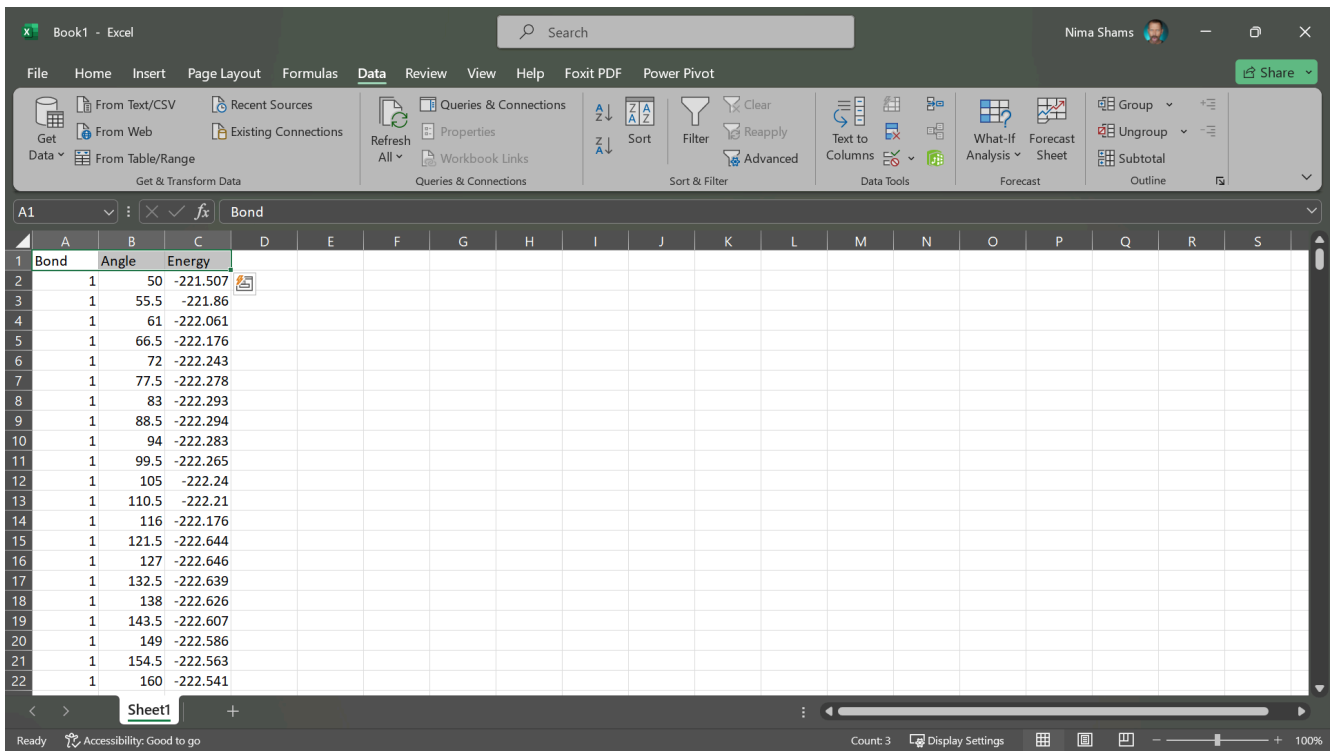 Book1 - Excel
Search
Nima Shams
File Home Insert Page Layout Formulas Data Review View Help Foxit PDF Power Pivot
Share
Get Data
From Text/CSV
From Web
From Table/Range
Recent Sources
Existing Connections
Get & Transform Data
Refresh All
Queries & Connections
Properties
Workbook Links
Queries & Connections
Sort
Filter
Clear
Reapply
Advanced
Sort & Filter
Text to Columns
Data Tools
What-If Analysis
Forecast Sheet
Forecast
Group
Ungroup
Subtotal
Outline
A1 fx Bond
A B C D E F G H I J K L M N O P Q R S
1 Bond Angle Energy
2 1 50 -221.507
3 1 55.5 -221.86
4 1 61 -222.061
5 1 66.5 -222.176
6 1 72 -222.243
7 1 77.5 -222.278
8 1 83 -222.293
9 1 88.5 -222.294
10 1 94 -222.283
11 1 99.5 -222.265
12 1 105 -222.24
13 1 110.5 -222.21
14 1 116 -222.176
15 1 121.5 -222.644
16 1 127 -222.646
17 1 132.5 -222.639
18 1 138 -222.626
19 1 143.5 -222.607
20 1 149 -222.586
21 1 154.5 -222.563
22 1 160 -222.541
Sheet1
Ready Accessibility: Good to go Count: 3 Display Settings 100%